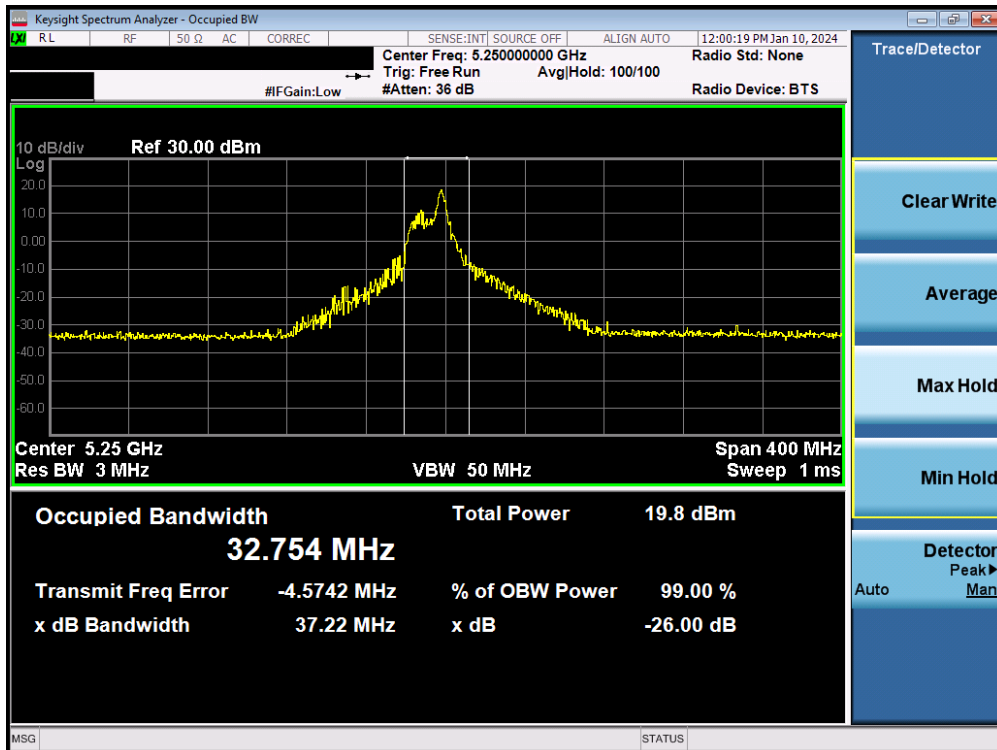 Keysight Spectrum Analyzer - Occupied BW
LXI RL RF 50 Ω AC CORREC SENSE:INT SOURCE OFF ALIGN AUTO 12:00:19 PM Jan 10, 2024
Center Freq: 5.250000000 GHz Radio Std: None
Trig: Free Run Avg|Hold: 100/100
#IFGain:Low #Atten: 36 dB Radio Device: BTS
Trace/Detector
10 dB/div Ref 30.00 dBm
Log
20.0
10.0
0.00
-10.0
-20.0
-30.0
-40.0
-50.0
-60.0
Center 5.25 GHz Span 400 MHz
Res BW 3 MHz VBW 50 MHz Sweep 1 ms
Occupied Bandwidth Total Power 19.8 dBm
32.754 MHz
Transmit Freq Error -4.5742 MHz % of OBW Power 99.00 %
x dB Bandwidth 37.22 MHz x dB -26.00 dB
Clear Write
Average
Max Hold
Min Hold
Detector
Peak▶
Auto Man
MSG STATUS